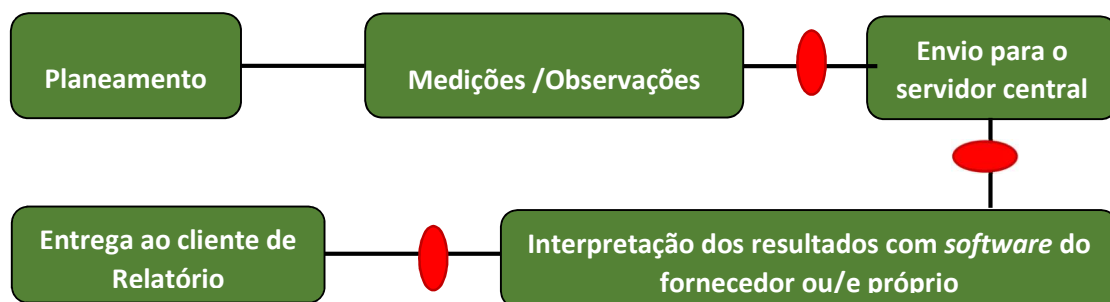 Planeamento
Medições /Observações
Envio para o
servidor central
Interpretação dos resultados com software do
fornecedor ou/e próprio
Entrega ao cliente de
Relatório